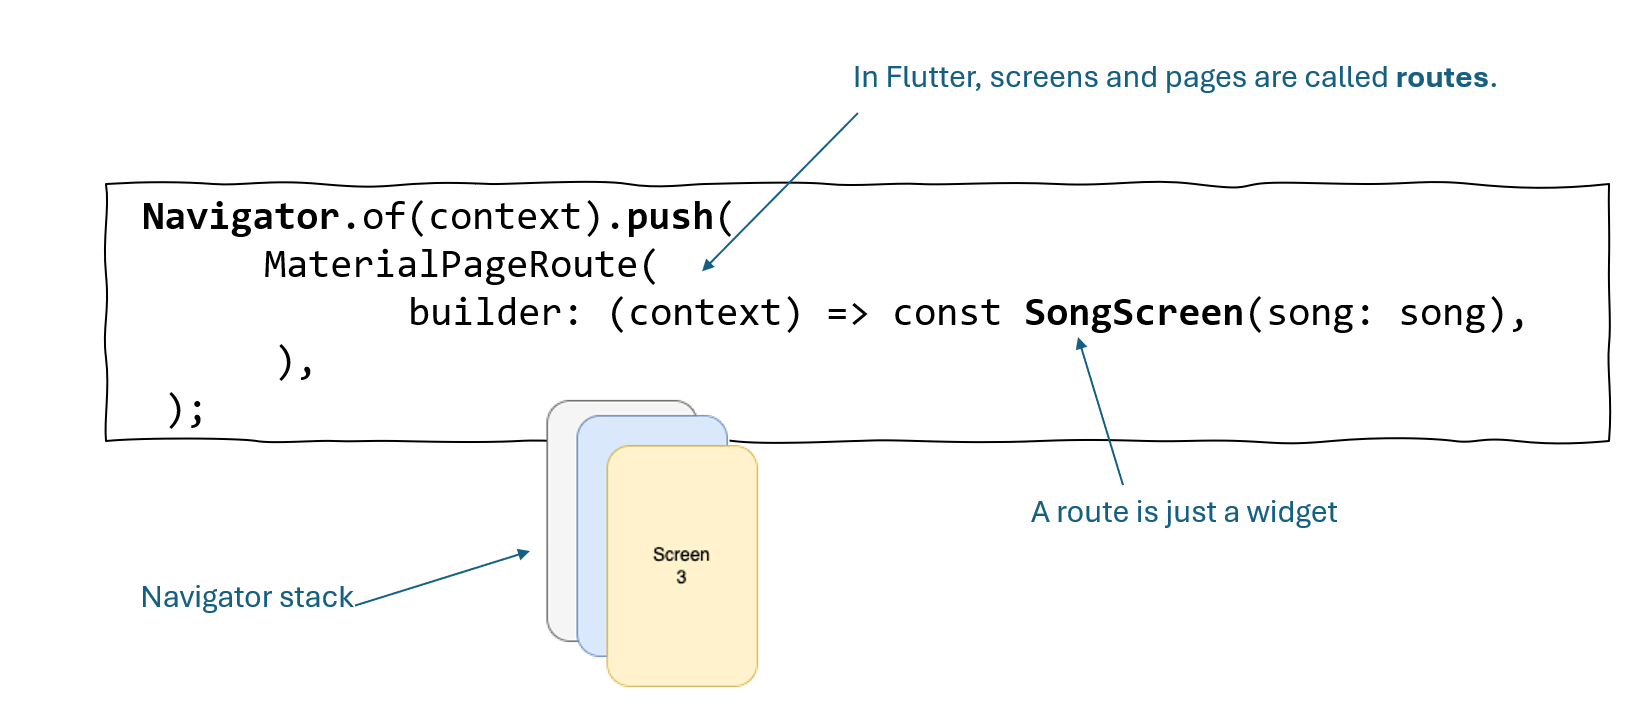 In Flutter, screens and pages are called routes.
Navigator.of(context).push(
MaterialPageRoute(
builder: (context) => const SongScreen(song: song),
),
);
Screen
3
A route is just a widget
Navigator stack